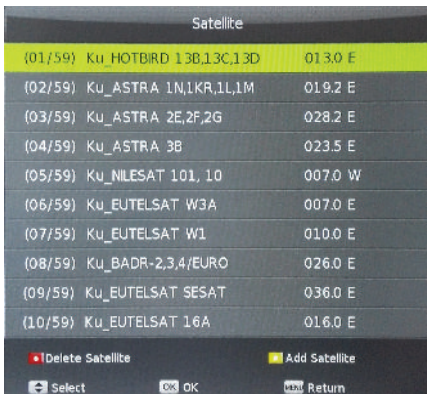 Satellite
(01/59) Ku_HOTBIRD 13B,13C,13D 013.0 E
(02/59) Ku_ASTRA 1N,1KR,1L,1M 019.2 E
(03/59) Ku_ASTRA 2E,2F,2G 028.2 E
(04/59) Ku_ASTRA 3B 023.5 E
(05/59) Ku_NILESAT 101, 10 007.0 W
(06/59) Ku_EUTELSAT W3A 007.0 E
(07/59) Ku_EUTELSAT W1 010.0 E
(08/59) Ku_BADR-2,3,4/EURO 026.0 E
(09/59) Ku_EUTELSAT SESAT 036.0 E
(10/59) Ku_EUTELSAT 16A 016.0 E
Delete Satellite Add Satellite
Select OK OK MENU Return